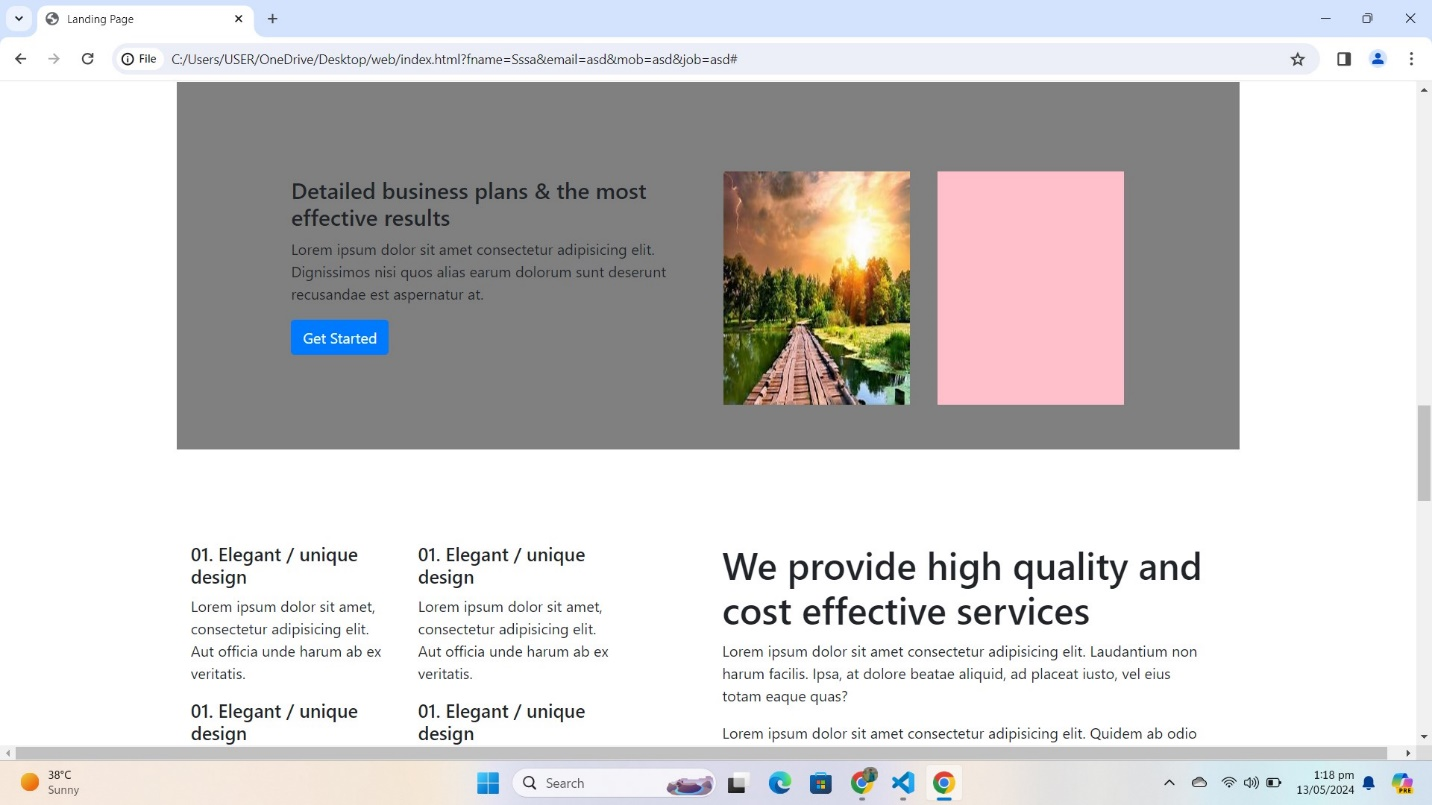 Landing Page
File
C:/Users/USER/OneDrive/Desktop/web/index.html?fname=Sssa&email=asd&mob=asd&job=asd#
Detailed business plans & the most
effective results
Lorem ipsum dolor sit amet consectetur adipisicing elit.
Dignissimos nisi quos alias earum dolorum sunt deserunt
recusandae est aspernatur at.
Get Started
01. Elegant / unique
design
Lorem ipsum dolor sit amet,
consectetur adipisicing elit.
Aut officia unde harum ab ex
veritatis.
01. Elegant / unique
design
Lorem ipsum dolor sit amet,
consectetur adipisicing elit.
Aut officia unde harum ab ex
veritatis.
01. Elegant / unique
design
01. Elegant / unique
design
We provide high quality and
cost effective services
Lorem ipsum dolor sit amet consectetur adipisicing elit. Laudantium non
harum facilis. Ipsa, at dolore beatae aliquid, ad placeat iusto, vel eius
totam eaque quas?
Lorem ipsum dolor sit amet consectetur adipisicing elit. Quidem ab odio
38°C
Sunny
Search
1:18 pm
13/05/2024
PRE